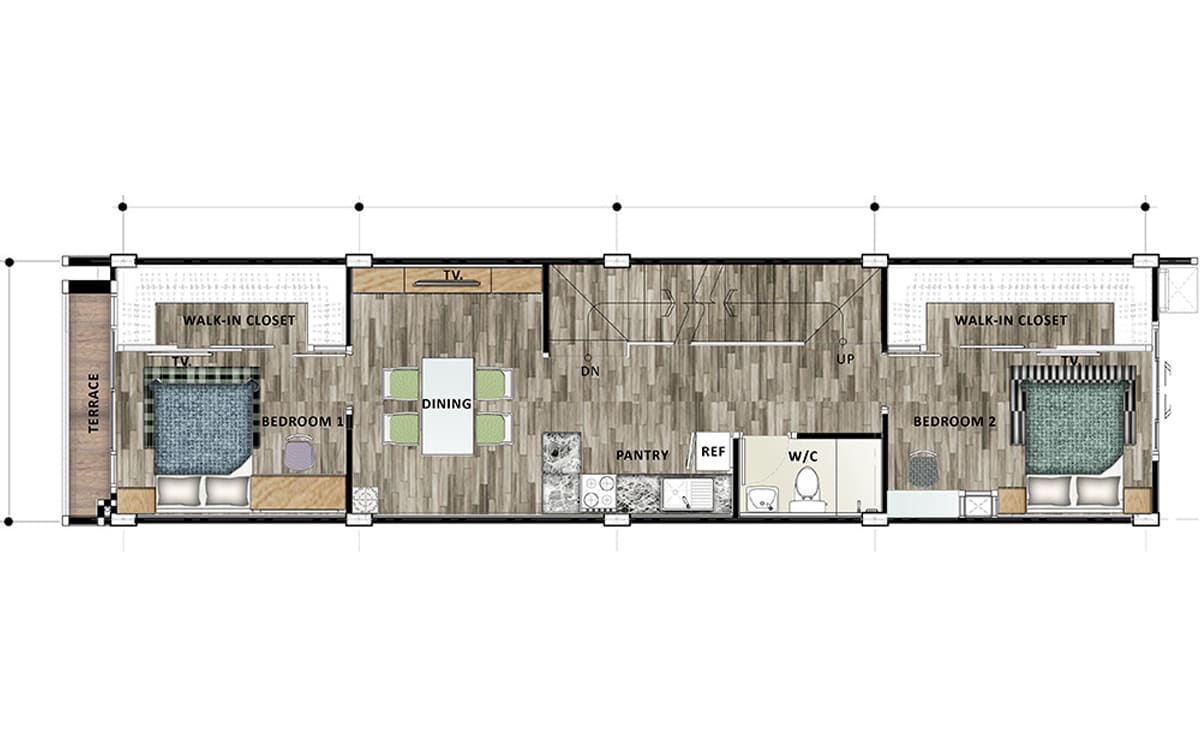 TV.
WALK-IN CLOSET
WALK-IN CLOSET
UP
TV.
DN
TV.
TERRACE
DINING
BEDROOM 1
BEDROOM 2
PANTRY
REF
W/C